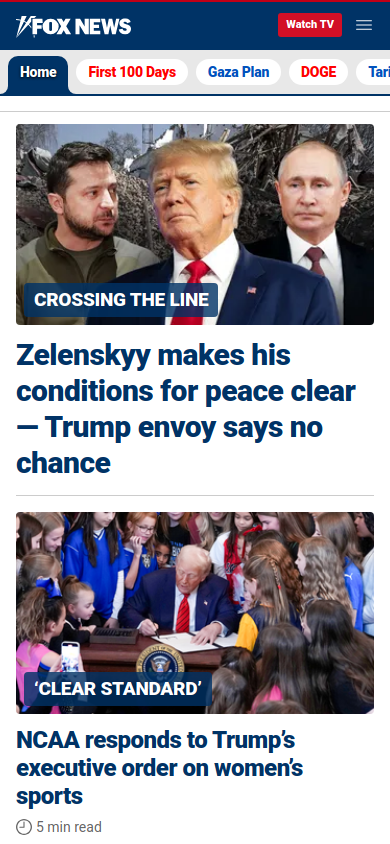 FOX NEWS
Watch TV
Home
First 100 Days
Gaza Plan
DOGE
CROSSING THE LINE
Zelenskyy makes his
conditions for peace clear
— Trump envoy says no
chance
‘CLEAR STANDARD’
NCAA responds to Trump’s
executive order on women’s
sports
5 min read